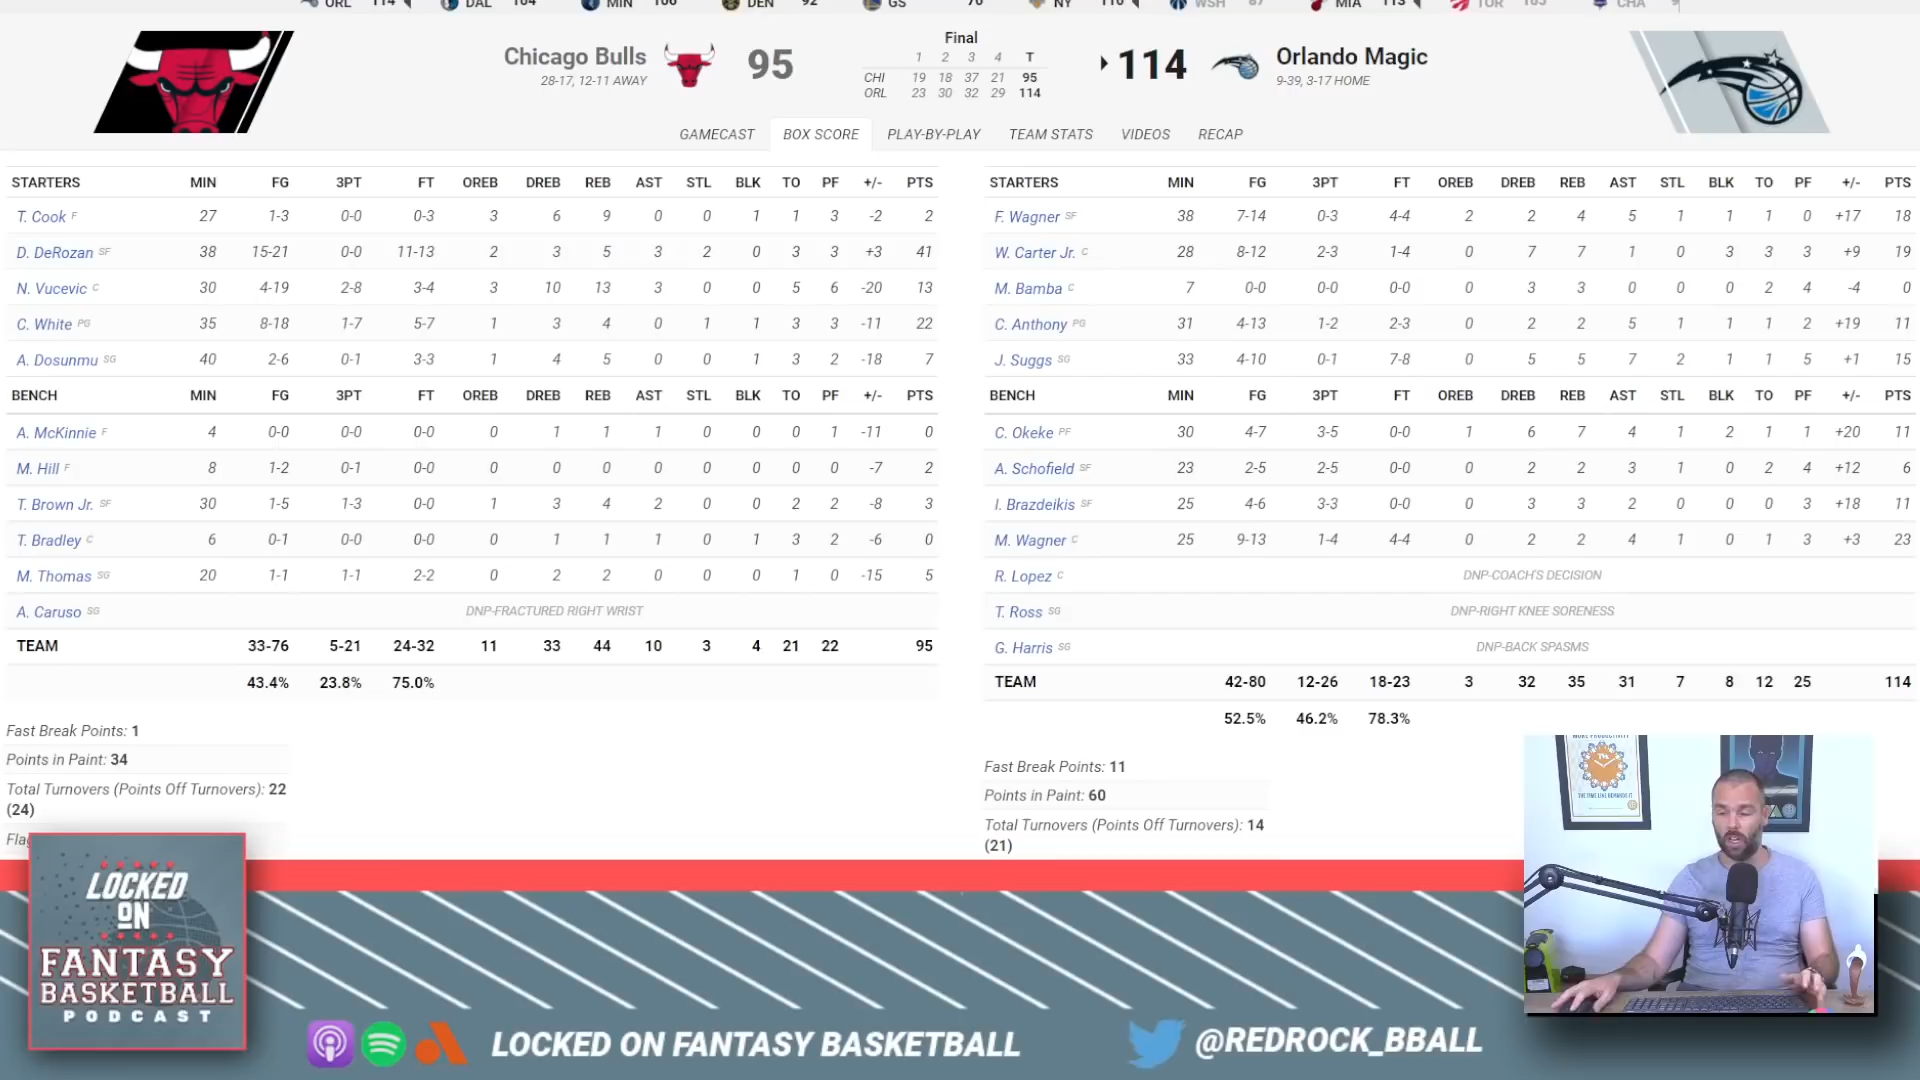 ORL 114 DAL 104 MIN 106 DEN 92 GS NY 110 WSH 87 MIA 113 TOR 103 CHA
Chicago Bulls
28-17, 12-11 AWAY
95
Final
1 2 3 4 T
CHI 19 18 37 21 95
ORL 23 30 32 29 114
114
Orlando Magic
9-39, 3-17 HOME
GAMECAST BOX SCORE PLAY-BY-PLAY TEAM STATS VIDEOS RECAP
STARTERS MIN FG 3PT FT OREB DREB REB AST STL BLK TO PF +/- PTS
T. Cook F 27 1-3 0-0 0-3 3 6 9 0 0 1 1 3 -2 2
D. DeRozan SF 38 15-21 0-0 11-13 2 3 5 3 2 0 3 3 +3 41
N. Vucevic C 30 4-19 2-8 3-4 3 10 13 3 0 0 5 6 -20 13
C. White PG 35 8-18 1-7 5-7 1 3 4 0 1 1 3 3 -11 22
A. Dosunmu SG 40 2-6 0-1 3-3 1 4 5 0 0 1 3 2 -18 7
BENCH MIN FG 3PT FT OREB DREB REB AST STL BLK TO PF +/- PTS
A. McKinnie F 4 0-0 0-0 0-0 0 1 1 1 0 0 0 1 -11 0
M. Hill F 8 1-2 0-1 0-0 0 0 0 0 0 0 0 0 -7 2
T. Brown Jr. SF 30 1-5 1-3 0-0 1 3 4 2 0 0 2 2 -8 3
T. Bradley C 6 0-1 0-0 0-0 0 1 1 1 0 1 3 2 -6 0
M. Thomas SG 20 1-1 1-1 2-2 0 2 2 0 0 0 1 0 -15 5
A. Caruso SG DNP-FRACTURED RIGHT WRIST
TEAM 33-76 5-21 24-32 11 33 44 10 3 4 21 22 95
43.4% 23.8% 75.0%
Fast Break Points: 1
Points in Paint: 34
Total Turnovers (Points Off Turnovers): 22
(24)
Flag
STARTERS MIN FG 3PT FT OREB DREB REB AST STL BLK TO PF +/- PTS
F. Wagner SF 38 7-14 0-3 4-4 2 2 4 5 1 1 1 0 +17 18
W. Carter Jr. C 28 8-12 2-3 1-4 0 7 7 1 0 3 3 3 +9 19
M. Bamba C 7 0-0 0-0 0-0 0 3 3 0 0 0 2 4 -4 0
C. Anthony PG 31 4-13 1-2 2-3 0 2 2 5 1 1 1 2 +19 11
J. Suggs SG 33 4-10 0-1 7-8 0 5 5 7 2 1 1 5 +1 15
BENCH MIN FG 3PT FT OREB DREB REB AST STL BLK TO PF +/- PTS
C. Okeke PF 30 4-7 3-5 0-0 1 6 7 4 1 2 1 1 +20 11
A. Schofield SF 23 2-5 2-5 0-0 0 2 2 3 1 0 2 4 +12 6
I. Brazdeikis SF 25 4-6 3-3 0-0 0 3 3 2 0 0 0 3 +18 11
M. Wagner C 25 9-13 1-4 4-4 0 2 2 4 1 0 1 3 +3 23
R. Lopez C DNP-COACH'S DECISION
T. Ross SG DNP-RIGHT KNEE SORENESS
G. Harris SG DNP-BACK SPASMS
TEAM 42-80 12-26 18-23 3 32 35 31 7 8 12 25 114
52.5% 46.2% 78.3%
Fast Break Points: 11
Points in Paint: 60
Total Turnovers (Points Off Turnovers): 14
(21)
LOCKED
ON
FANTASY
BASKETBALL
PODCAST
LOCKED ON FANTASY BASKETBALL
@REDROCK_BBALL